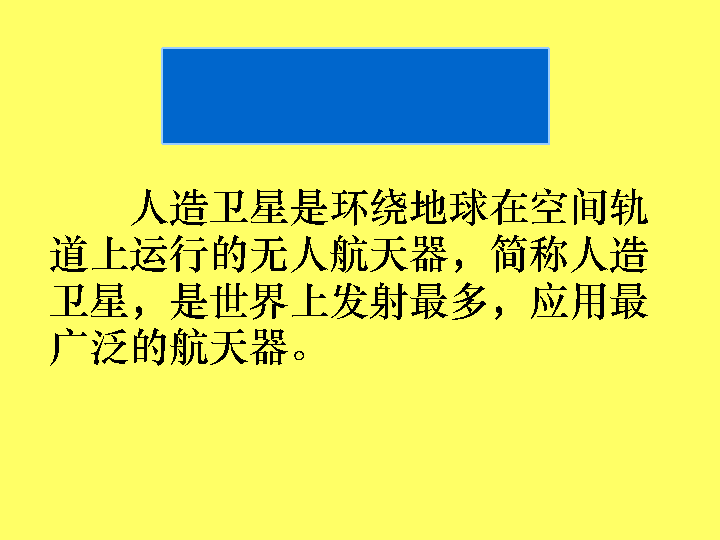 人造卫星是环绕地球在空间轨
道上运行的无人航天器，简称人造
卫星，是世界上发射最多，应用最
广泛的航天器。